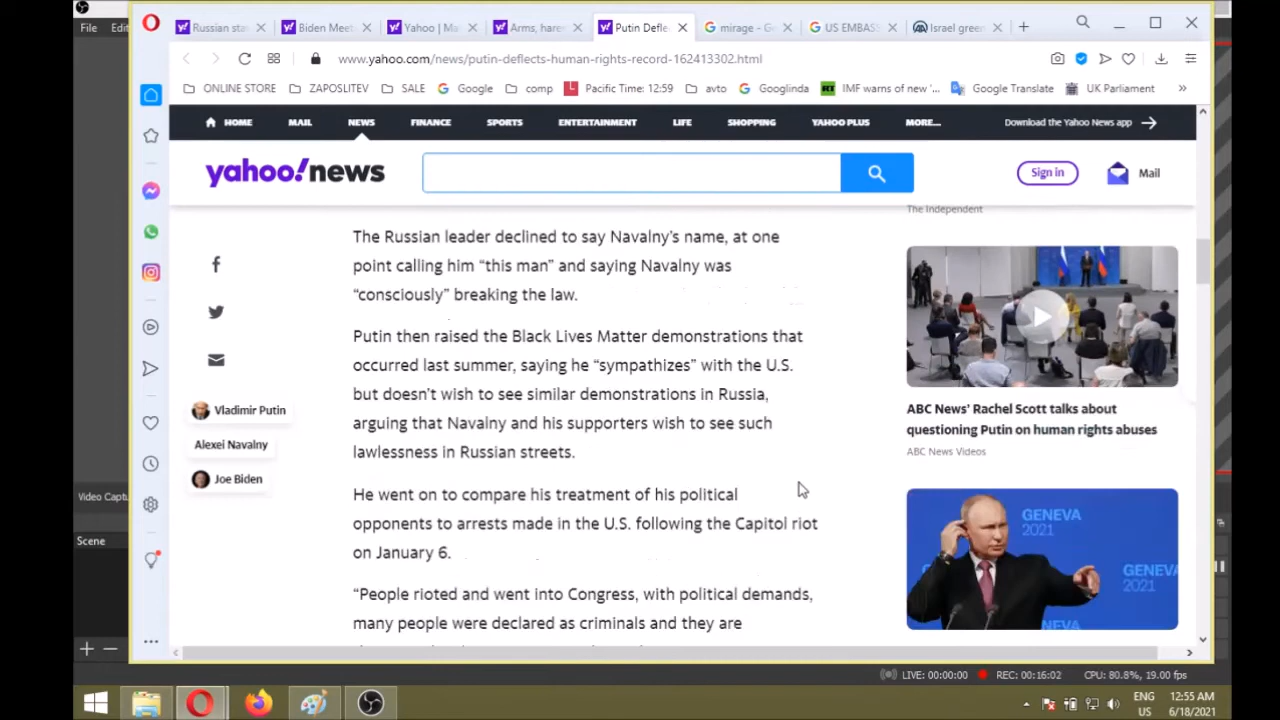 File Edit
Russian sta
Biden Meet
Yahoo | Ma
Arms, hare
Putin Defle
mirage - Go
US EMBASS
Israel green
www.yahoo.com/news/putin-deflects-human-rights-record-162413302.html
ONLINE STORE
ZAPOSLITEV
SALE
Google
comp
Pacific Time: 12:59
avto
Googlinda
RT
IMF warns of new '...
Google Translate
UK Parliament
»
HOME
MAIL
NEWS
FINANCE
SPORTS
ENTERTAINMENT
LIFE
SHOPPING
YAHOO PLUS
MORE...
Download the Yahoo News app
yahoo!news
Sign in
Mail
The Independent
The Russian leader declined to say Navalny's name, at one
point calling him “this man” and saying Navalny was
“consciously” breaking the law.
Putin then raised the Black Lives Matter demonstrations that
occurred last summer, saying he “sympathizes” with the U.S.
but doesn't wish to see similar demonstrations in Russia,
arguing that Navalny and his supporters wish to see such
lawlessness in Russian streets.
He went on to compare his treatment of his political
opponents to arrests made in the U.S. following the Capitol riot
on January 6.
“People rioted and went into Congress, with political demands,
many people were declared as criminals and they are
Vladimir Putin
Alexei Navalny
Joe Biden
ABC News' Rachel Scott talks about
questioning Putin on human rights abuses
ABC News Videos
GENEVA
2021
GENEVA
2021
GENEVA
Video Captu
Scene
LIVE: 00:00:00
REC: 00:16:02
CPU: 80.8%, 19.00 fps
ENG
US
12:55 AM
6/18/2021